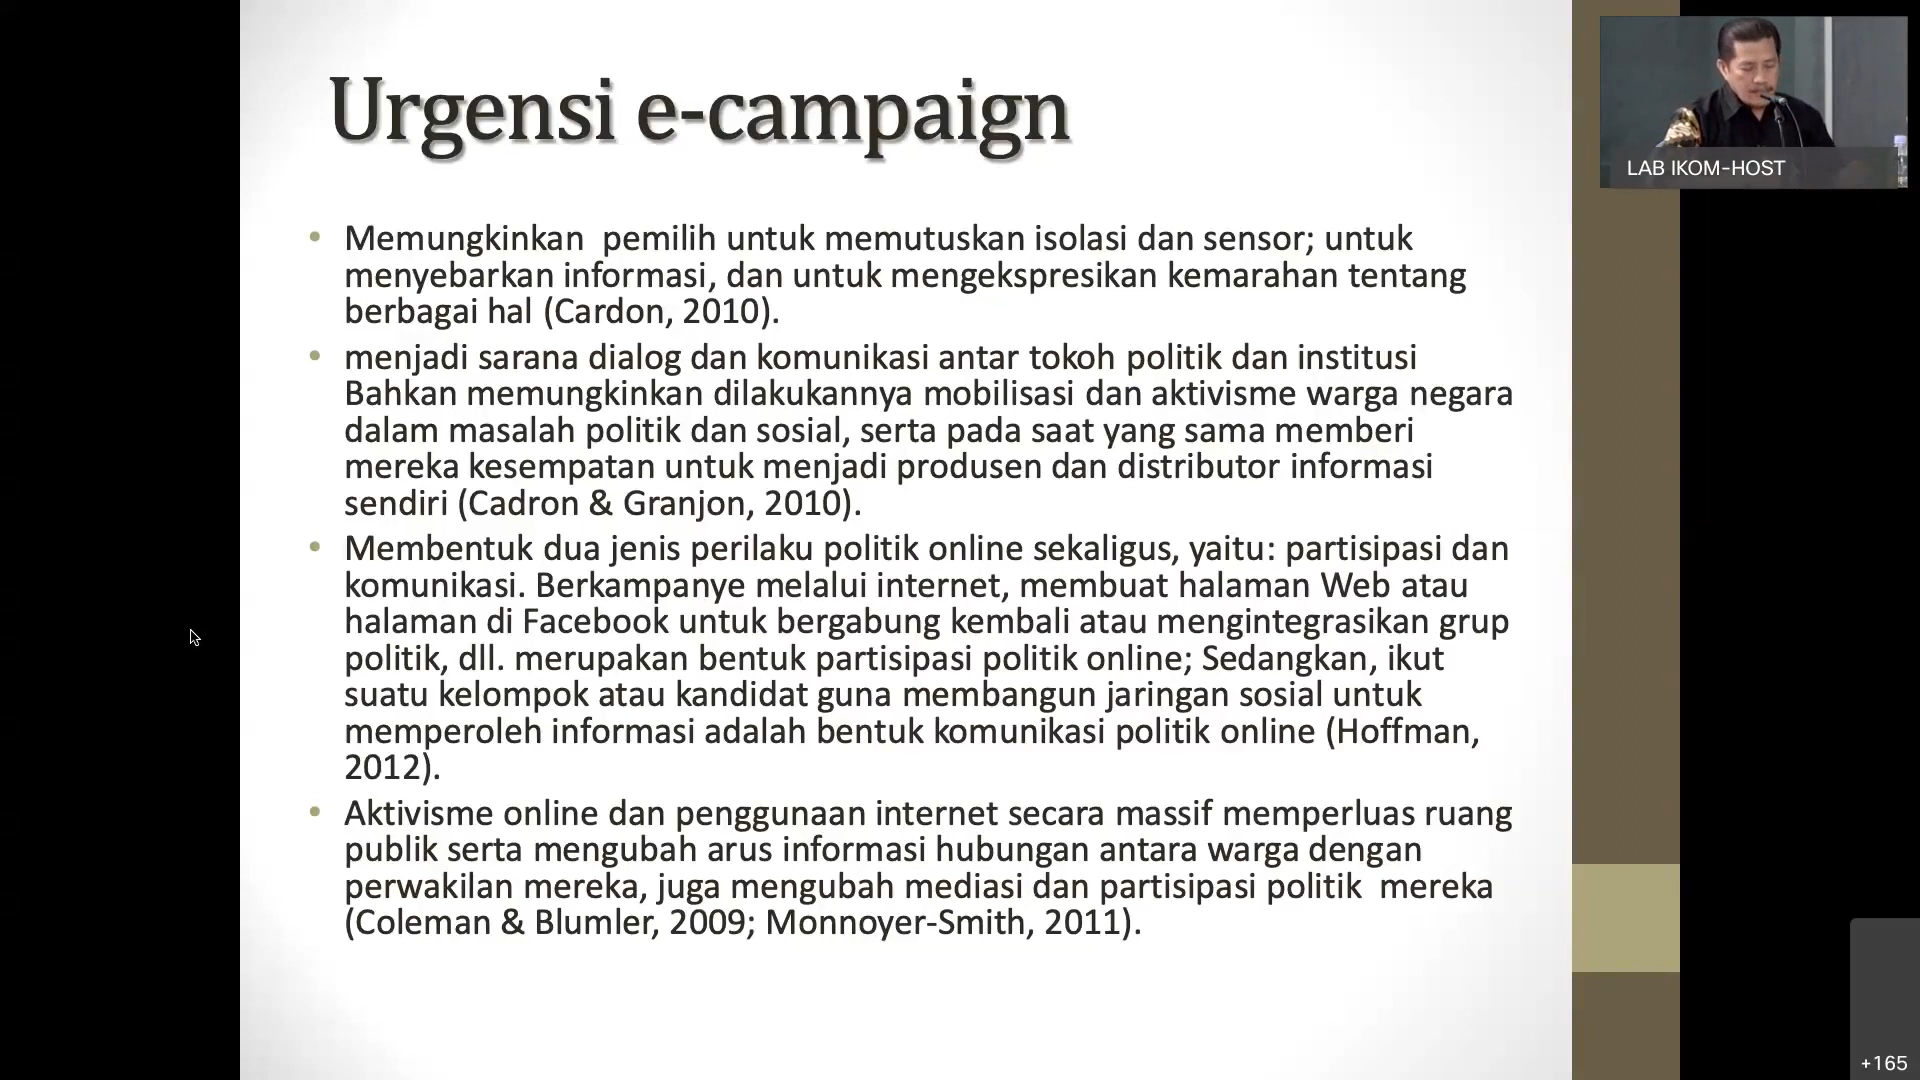 Urgensi e-campaign
LAB IKOM-HOST
• Memungkinkan  pemilih untuk memutuskan isolasi dan sensor; untuk
menyebarkan informasi, dan untuk mengekspresikan kemarahan tentang
berbagai hal (Cardon, 2010).
• menjadi sarana dialog dan komunikasi antar tokoh politik dan institusi
Bahkan memungkinkan dilakukannya mobilisasi dan aktivisme warga negara
dalam masalah politik dan sosial, serta pada saat yang sama memberi
mereka kesempatan untuk menjadi produsen dan distributor informasi
sendiri (Cadron & Granjon, 2010).
• Membentuk dua jenis perilaku politik online sekaligus, yaitu: partisipasi dan
komunikasi. Berkampanye melalui internet, membuat halaman Web atau
halaman di Facebook untuk bergabung kembali atau mengintegrasikan grup
politik, dll. merupakan bentuk partisipasi politik online; Sedangkan, ikut
suatu kelompok atau kandidat guna membangun jaringan sosial untuk
memperoleh informasi adalah bentuk komunikasi politik online (Hoffman,
2012).
• Aktivisme online dan penggunaan internet secara massif memperluas ruang
publik serta mengubah arus informasi hubungan antara warga dengan
perwakilan mereka, juga mengubah mediasi dan partisipasi politik  mereka
(Coleman & Blumler, 2009; Monnoyer-Smith, 2011).
+165